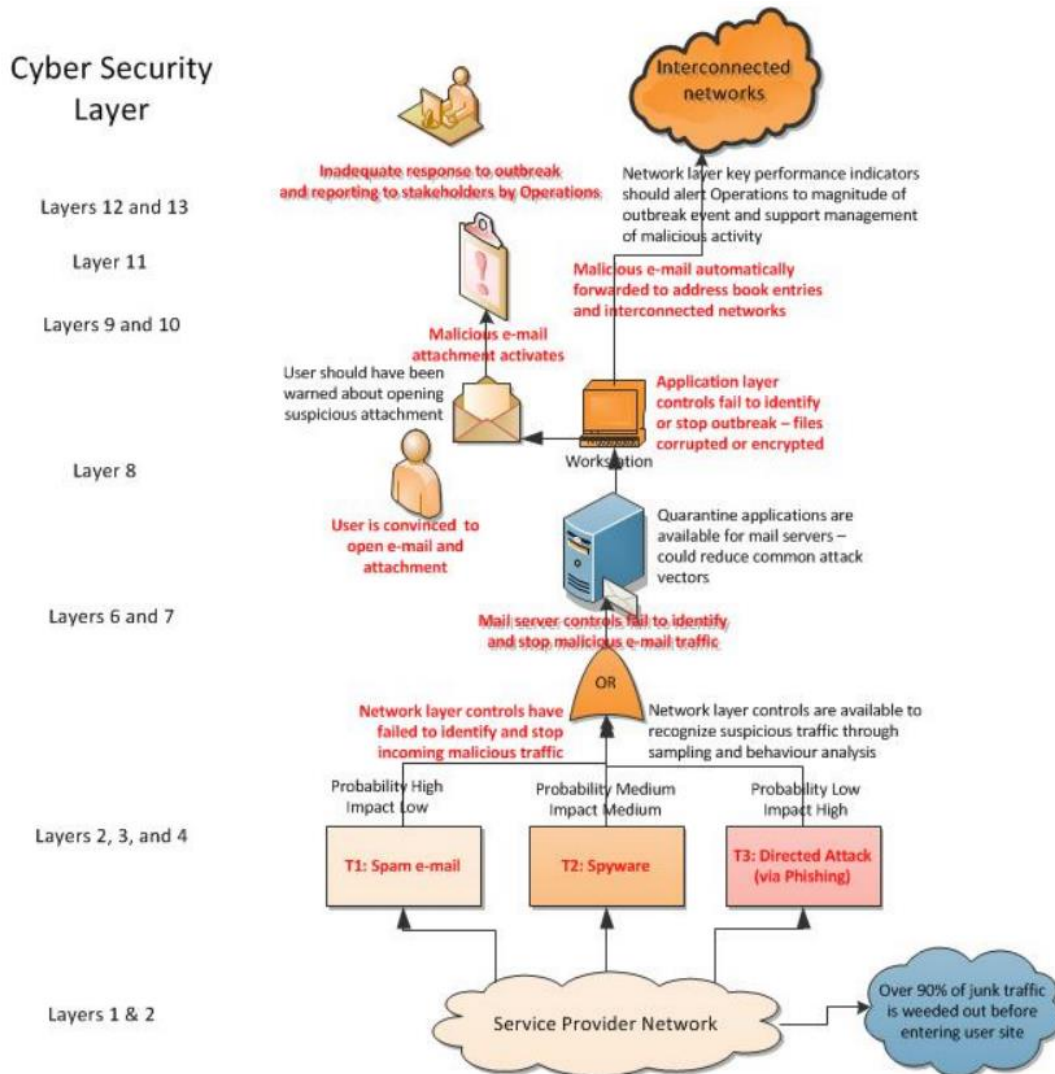 Cyber Security
Layer
Interconnected
networks
Inadequate response to outbreak
and reporting to stakeholders by Operations
Network layer key performance indicators
should alert Operations to magnitude of
outbreak event and support management
of malicious activity
Layers 12 and 13
Layer 11
Malicious e-mail automatically
forwarded to address book entries
and interconnected networks
Layers 9 and 10
Malicious e-mail
attachment activates
User should have been
warned about opening
suspicious attachment
Application layer
controls fail to identify
or stop outbreak – files
corrupted or encrypted
Workstation
Layer 8
User is convinced to
open e-mail and
attachment
Quarantine applications are
available for mail servers –
could reduce common attack
vectors
Layers 6 and 7
Mail server controls fail to identify
and stop malicious e-mail traffic
OR
Network layer controls have
failed to identify and stop
incoming malicious traffic
Network layer controls are available to
recognize suspicious traffic through
sampling and behaviour analysis
Probability High
Impact Low
Probability Medium
Impact Medium
Probability Low
Impact High
Layers 2, 3, and 4
T1: Spam e-mail
T2: Spyware
T3: Directed Attack
(via Phishing)
Layers 1 & 2
Service Provider Network
Over 90% of junk traffic
is weeded out before
entering user site